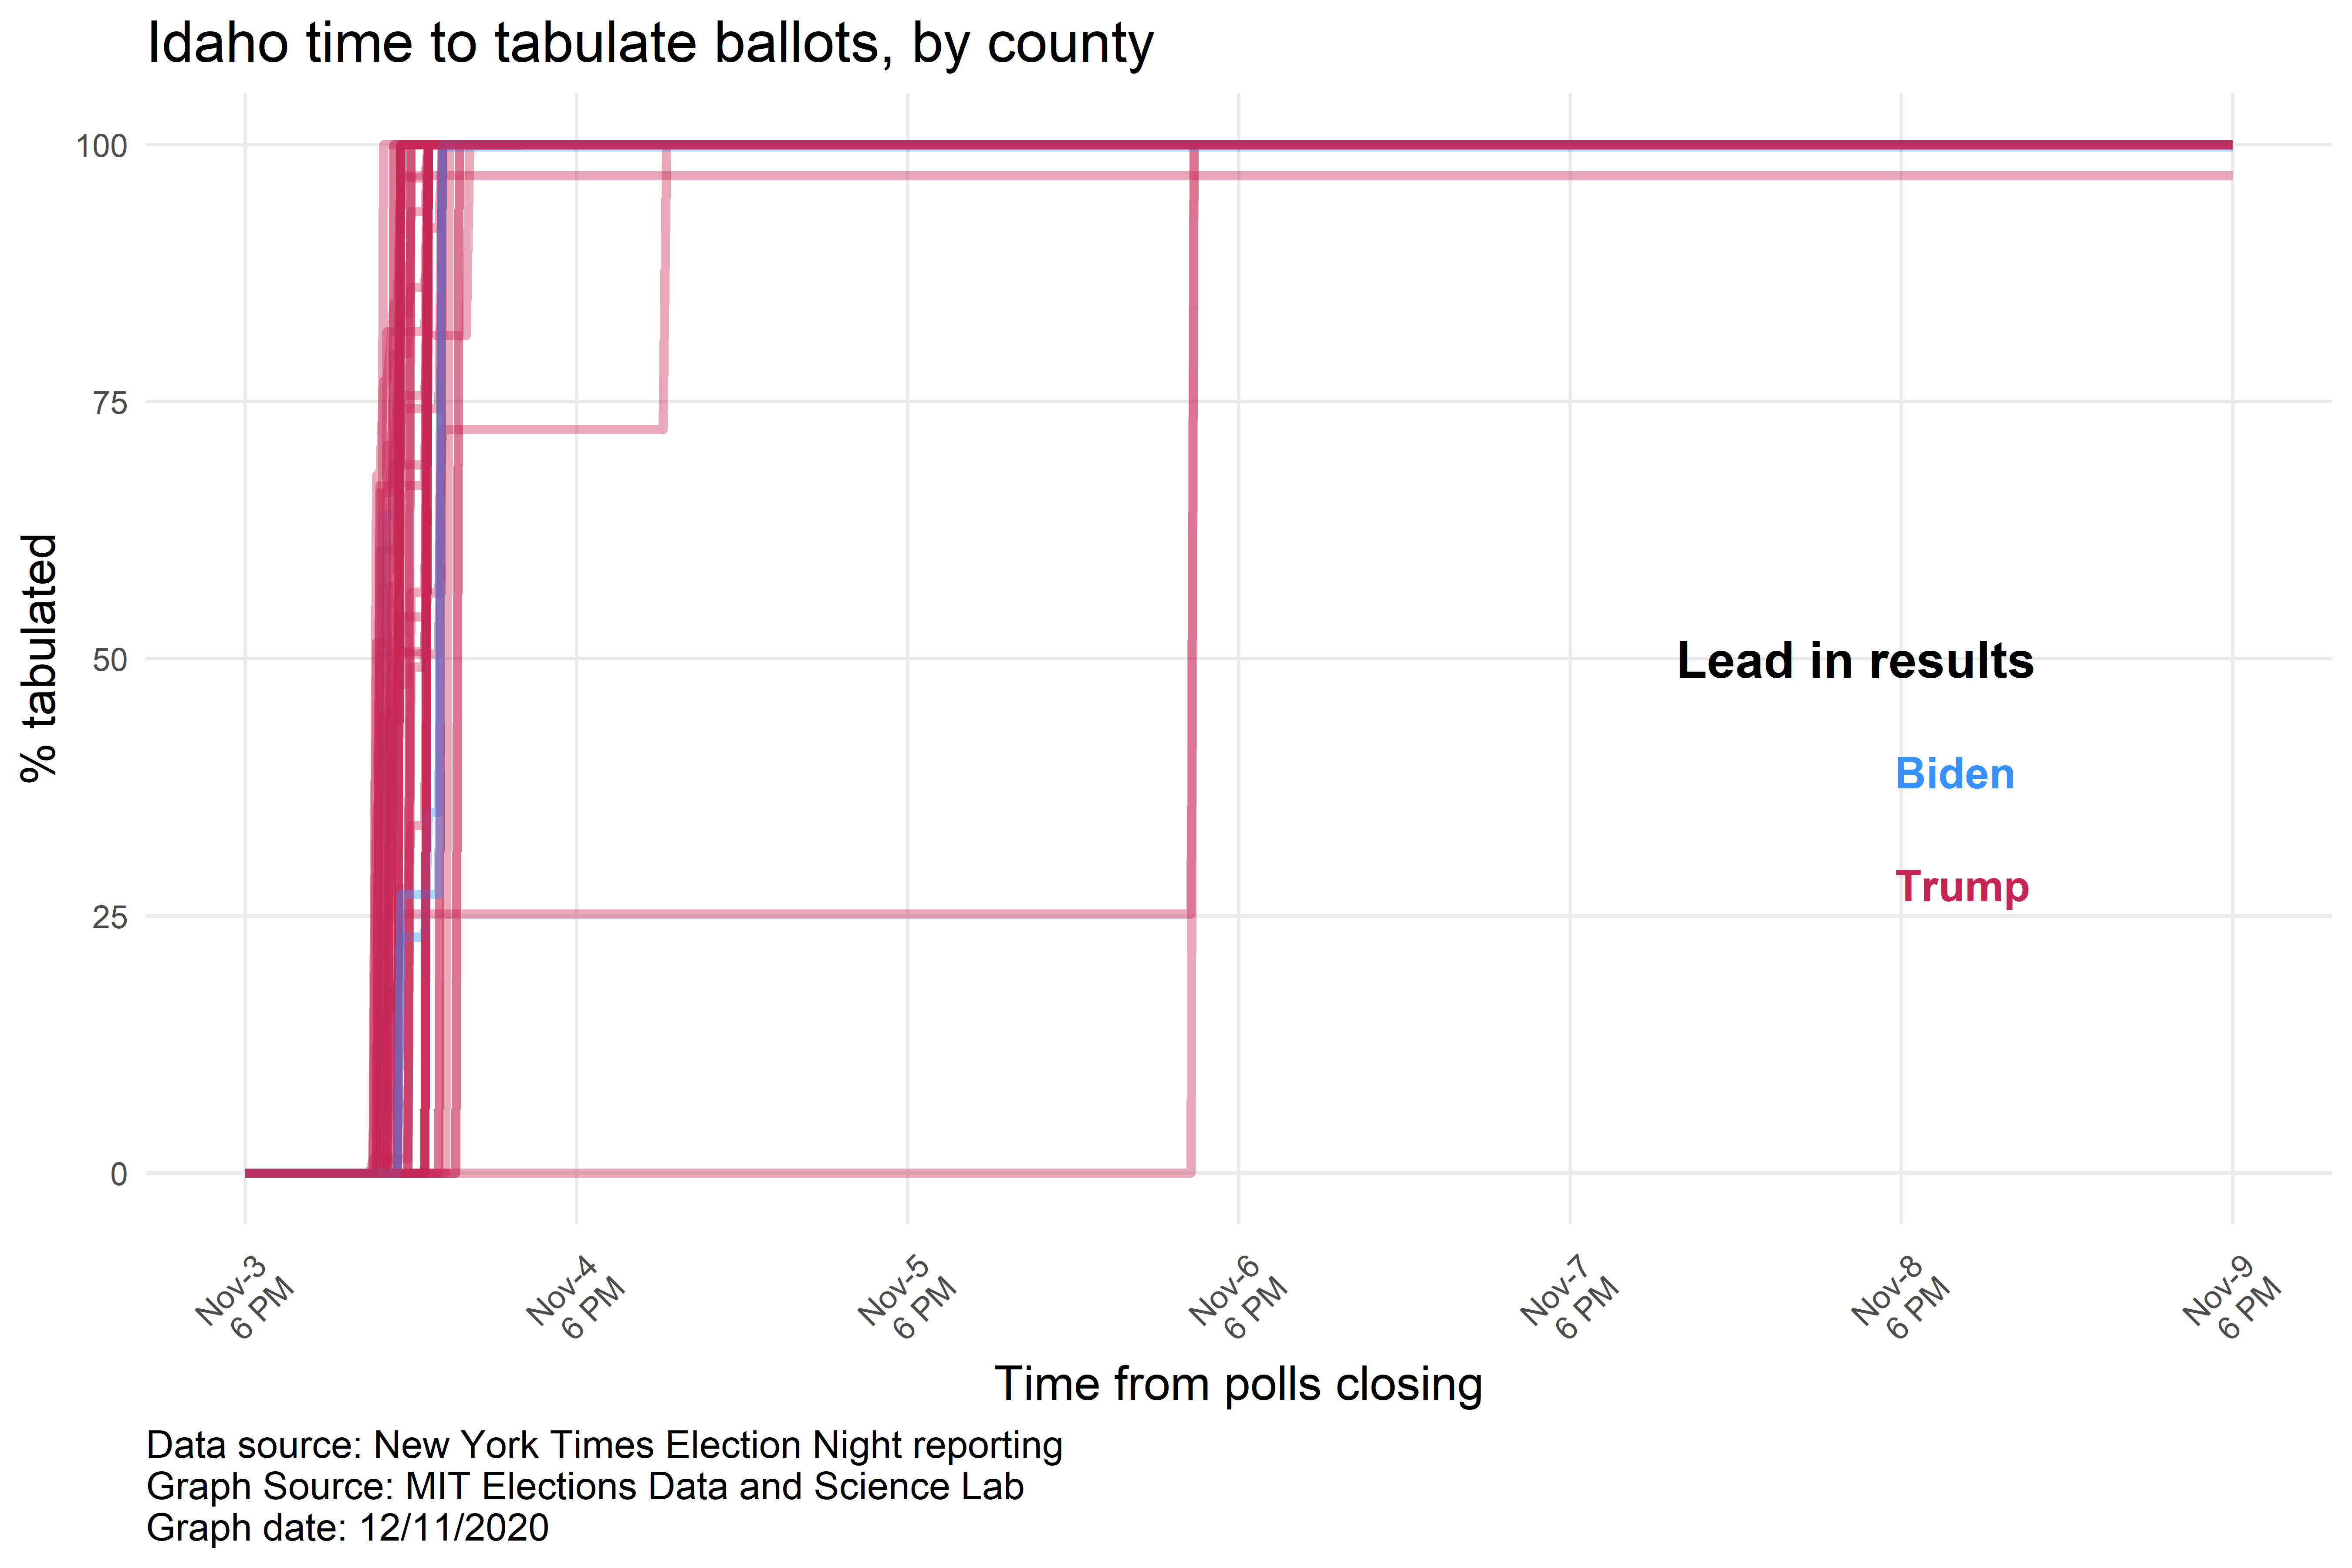 Idaho time to tabulate ballots, by county
% tabulated
100
75
50
25
0
Lead in results
Biden
Trump
Nov-3
6 PM
Nov-4
6 PM
Nov-5
6 PM
Nov-6
6 PM
Nov-7
6 PM
Nov-8
6 PM
Nov-9
6 PM
Time from polls closing
Data source: New York Times Election Night reporting
Graph Source: MIT Elections Data and Science Lab
Graph date: 12/11/2020